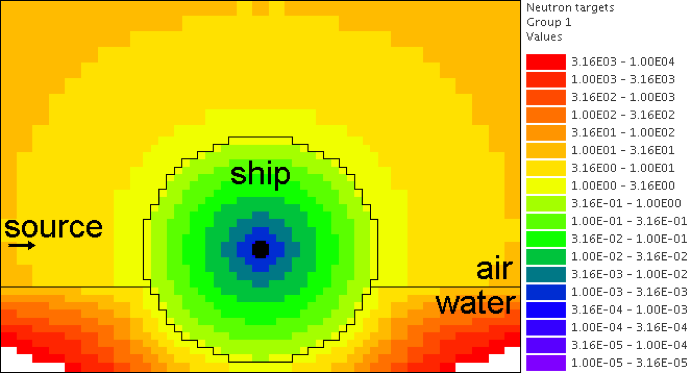 Neutron targets
Group 1
Values
3.16E03 - 1.00E04
1.00E03 - 3.16E03
3.16E02 - 1.00E03
1.00E02 - 3.16E02
3.16E01 - 1.00E02
1.00E01 - 3.16E01
3.16E00 - 1.00E01
1.00E00 - 3.16E00
3.16E-01 - 1.00E00
1.00E-01 - 3.16E-01
3.16E-02 - 1.00E-01
1.00E-02 - 3.16E-02
3.16E-03 - 1.00E-02
1.00E-03 - 3.16E-03
3.16E-04 - 1.00E-03
1.00E-04 - 3.16E-04
3.16E-05 - 1.00E-04
1.00E-05 - 3.16E-05
ship
source
air
water